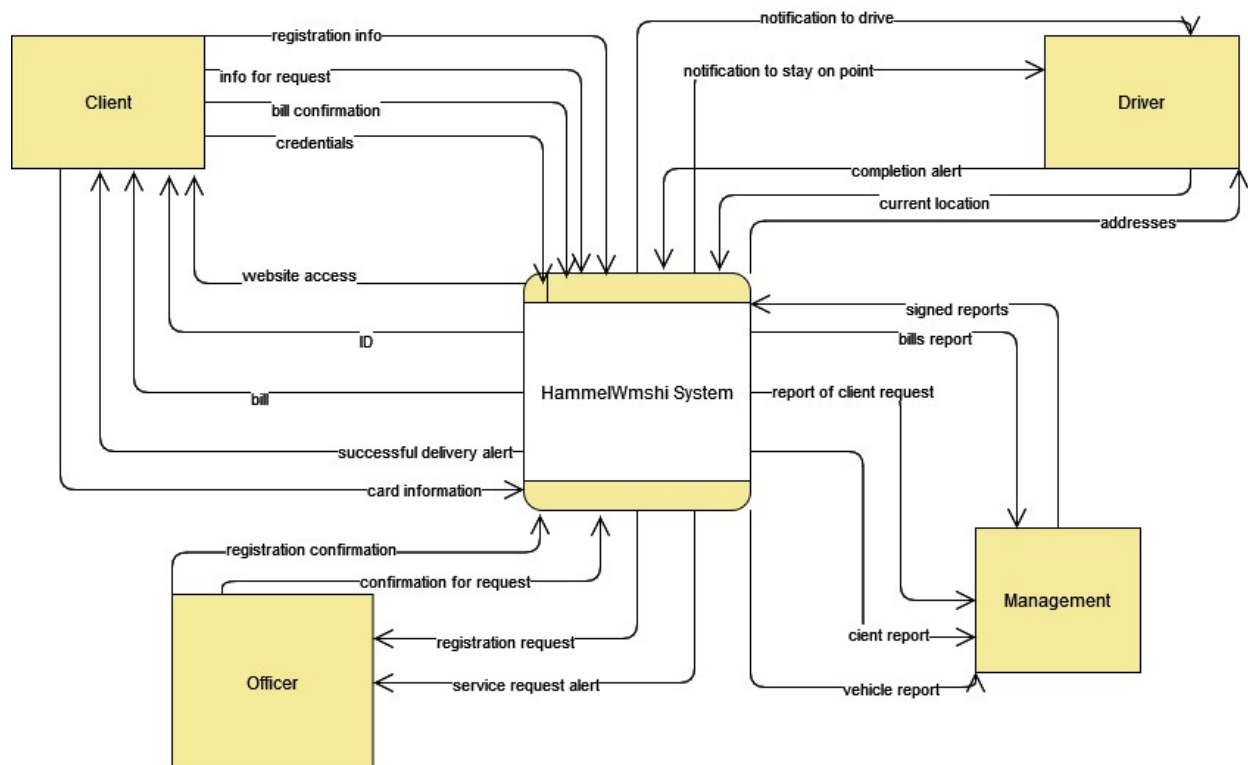 notification to drive
registration info
notification to stay on point
info for request
Client
Driver
bill confirmation
credentials
completion alert
current location
addresses
website access
signed reports
ID
bills report
HammelWmshi System
report of client request
bill
successful delivery alert
card information
registration confirmation
confirmation for request
Management
registration request
cient report
Officer
service request alert
vehicle report